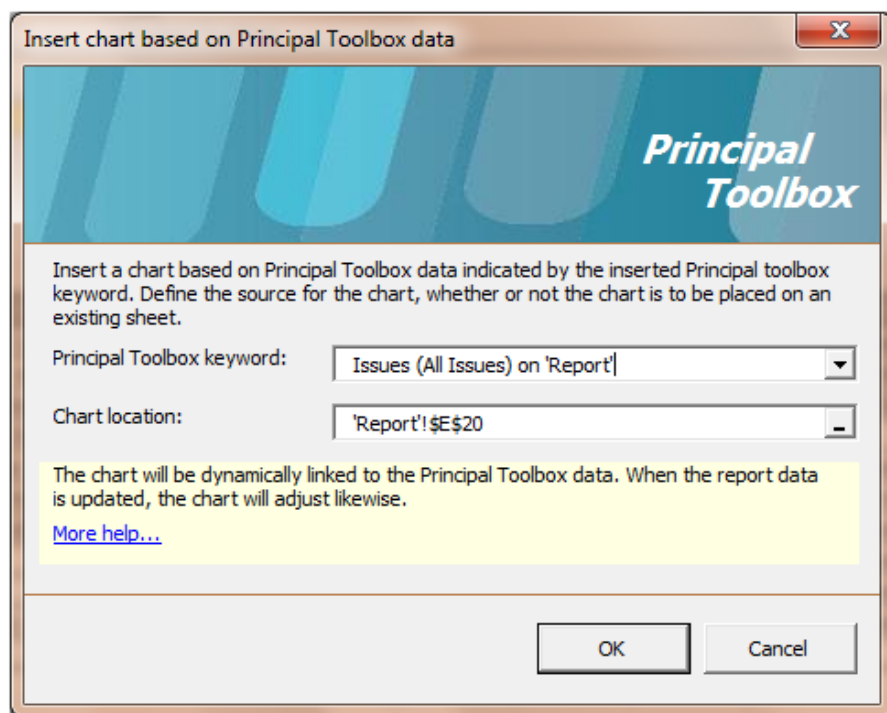 Insert chart based on Principal Toolbox data
Principal
Toolbox
Insert a chart based on Principal Toolbox data indicated by the inserted Principal toolbox
keyword. Define the source for the chart, whether or not the chart is to be placed on an
existing sheet.
Principal Toolbox keyword:
Issues (All Issues) on 'Report'
Chart location:
'Report'!$E$20
The chart will be dynamically linked to the Principal Toolbox data. When the report data
is updated, the chart will adjust likewise.
More help...
OK
Cancel